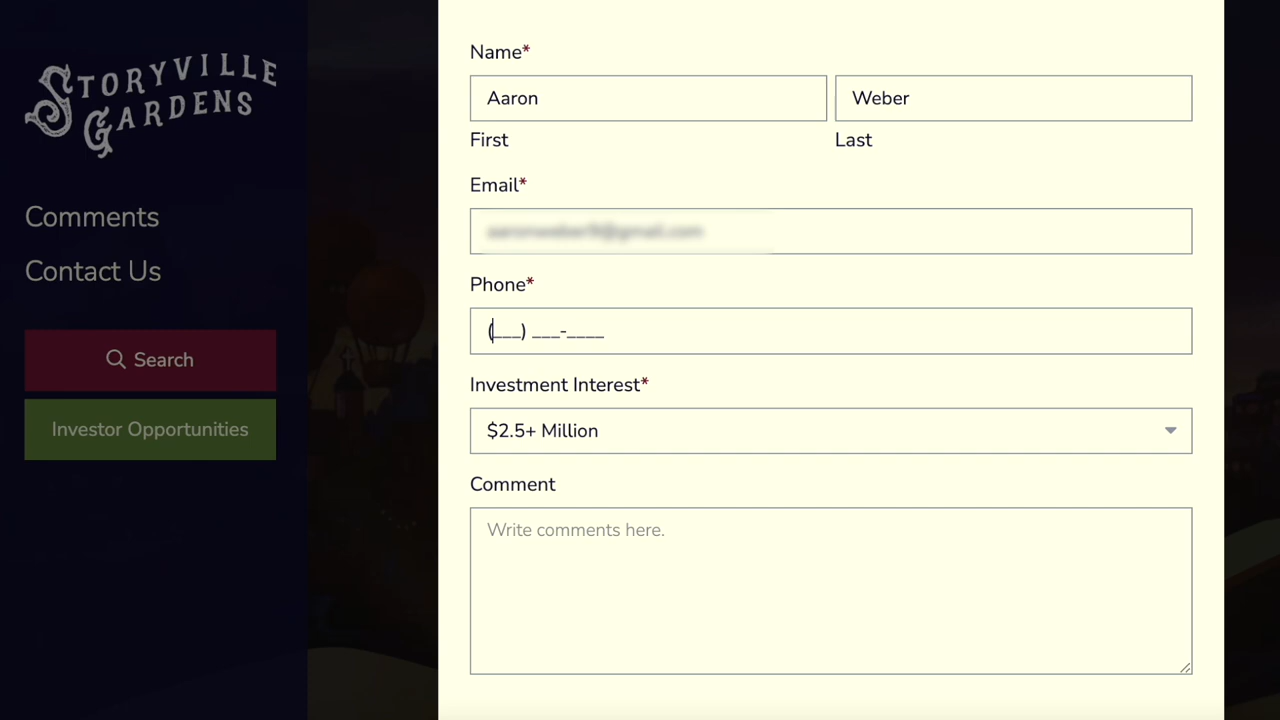 STORYVILLE
GARDENS
Comments
Contact Us
Search
Investor Opportunities
Name*
Aaron
Weber
First
Last
Email*
Phone*
(___) ___-____
Investment Interest*
$2.5+ Million
Comment
Write comments here.